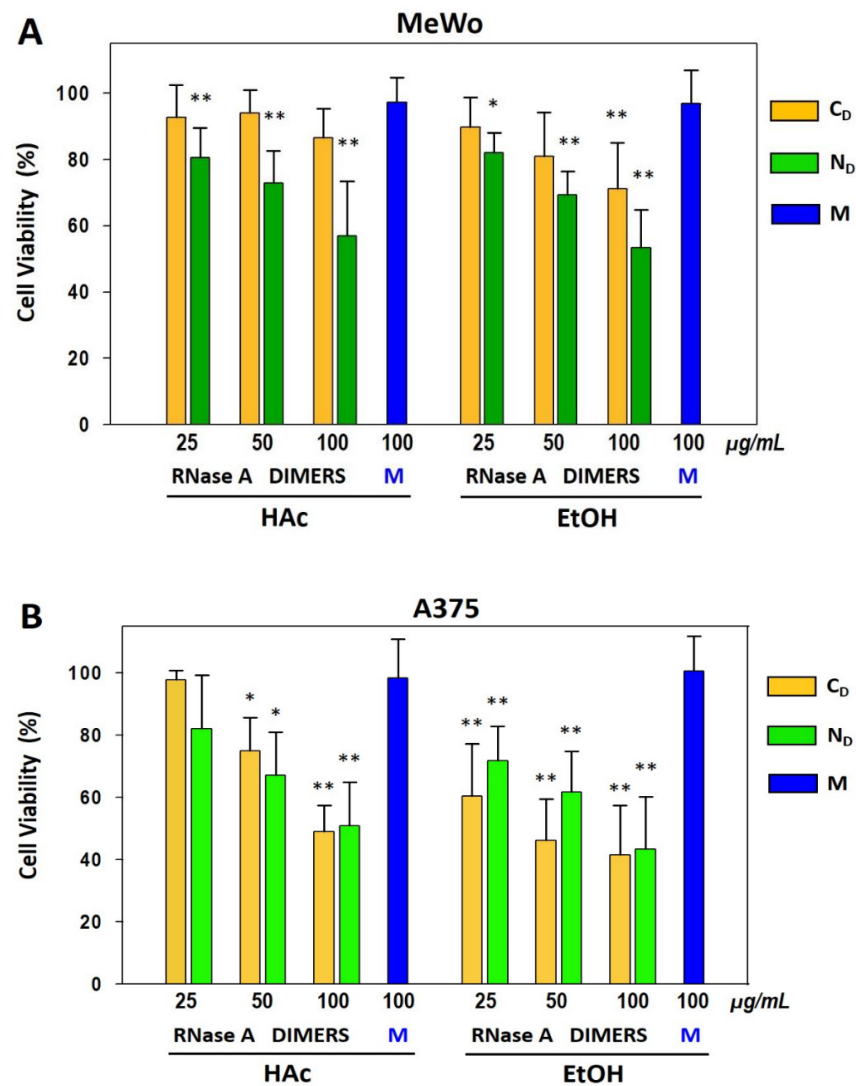 A
MeWo
Cell Viability (%)
100
80
60
40
20
0
** ** ** * ** ** **
C_D
N_D
M
25 50 100 100 25 50 100 100 µg/mL
RNase A DIMERS M RNase A DIMERS M
HAc EtOH
B
A375
Cell Viability (%)
100
80
60
40
20
0
* * ** ** ** ** ** ** ** **
C_D
N_D
M
25 50 100 100 25 50 100 100 µg/mL
RNase A DIMERS M RNase A DIMERS M
HAc EtOH